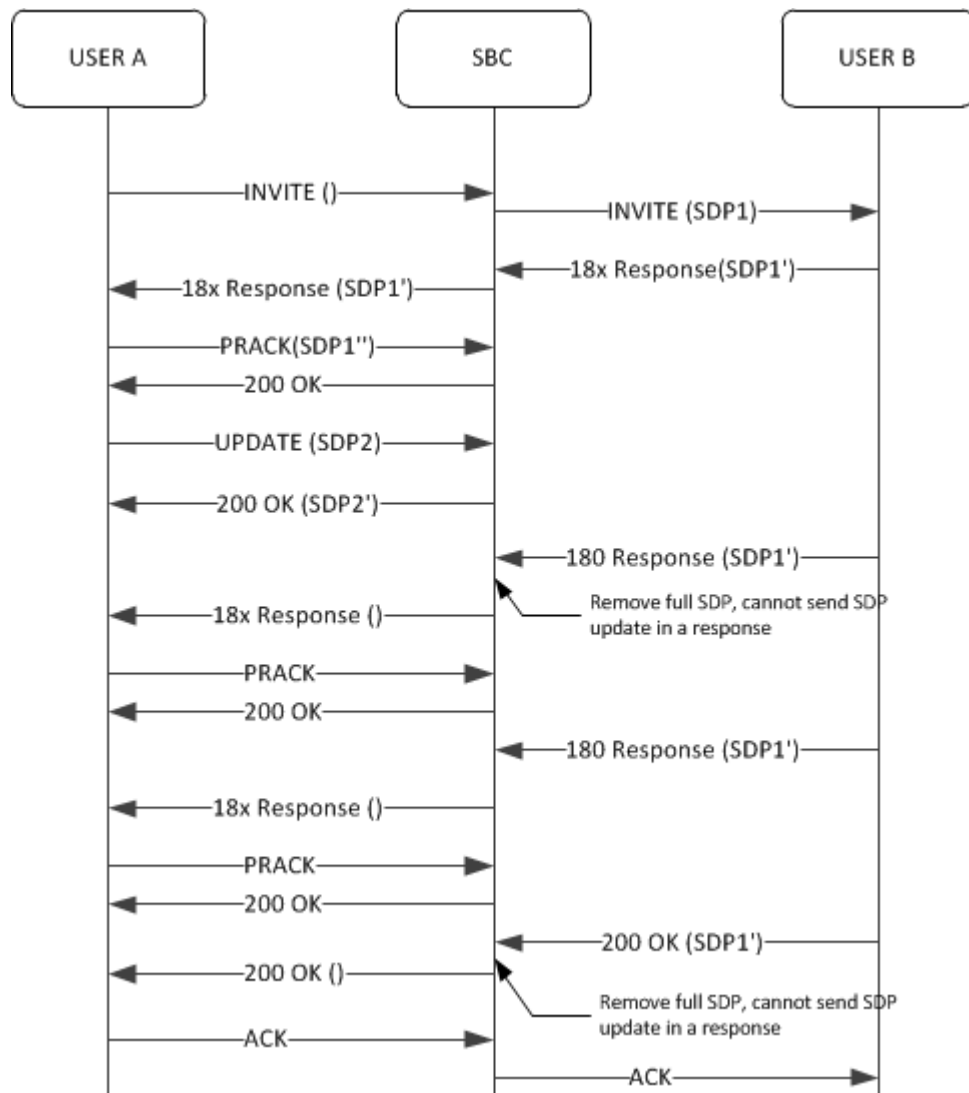 USER A
SBC
USER B
INVITE ()
INVITE (SDP1)
18x Response(SDP1')
18x Response (SDP1')
PRACK(SDP1'')
200 OK
UPDATE (SDP2)
200 OK (SDP2')
180 Response (SDP1')
Remove full SDP, cannot send SDP
update in a response
18x Response ()
PRACK
200 OK
180 Response (SDP1')
18x Response ()
PRACK
200 OK
200 OK (SDP1')
200 OK ()
Remove full SDP, cannot send SDP
update in a response
ACK
ACK